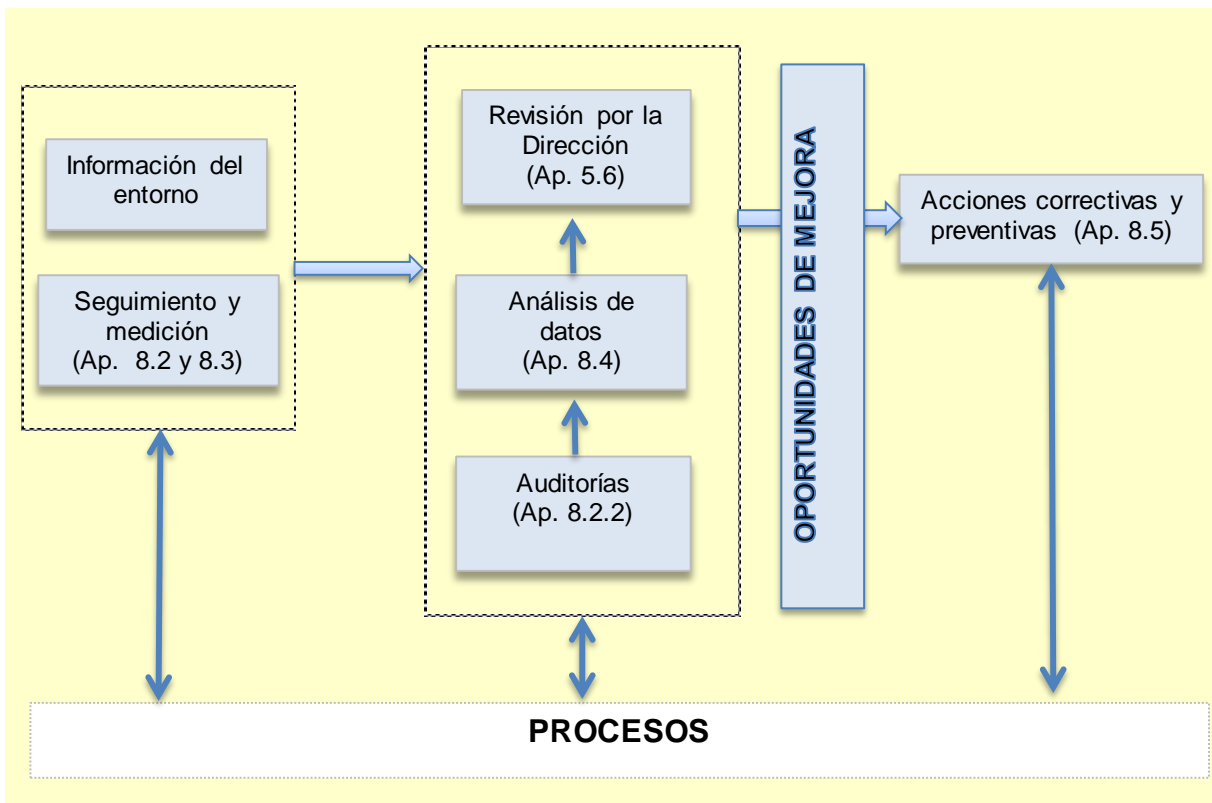 Información del
entorno
Seguimiento y
medición
(Ap. 8.2 y 8.3)
Revisión por la
Dirección
(Ap. 5.6)
Análisis de
datos
(Ap. 8.4)
Auditorías
(Ap. 8.2.2)
OPORTUNIDADES DE MEJORA
Acciones correctivas y
preventivas (Ap. 8.5)
PROCESOS